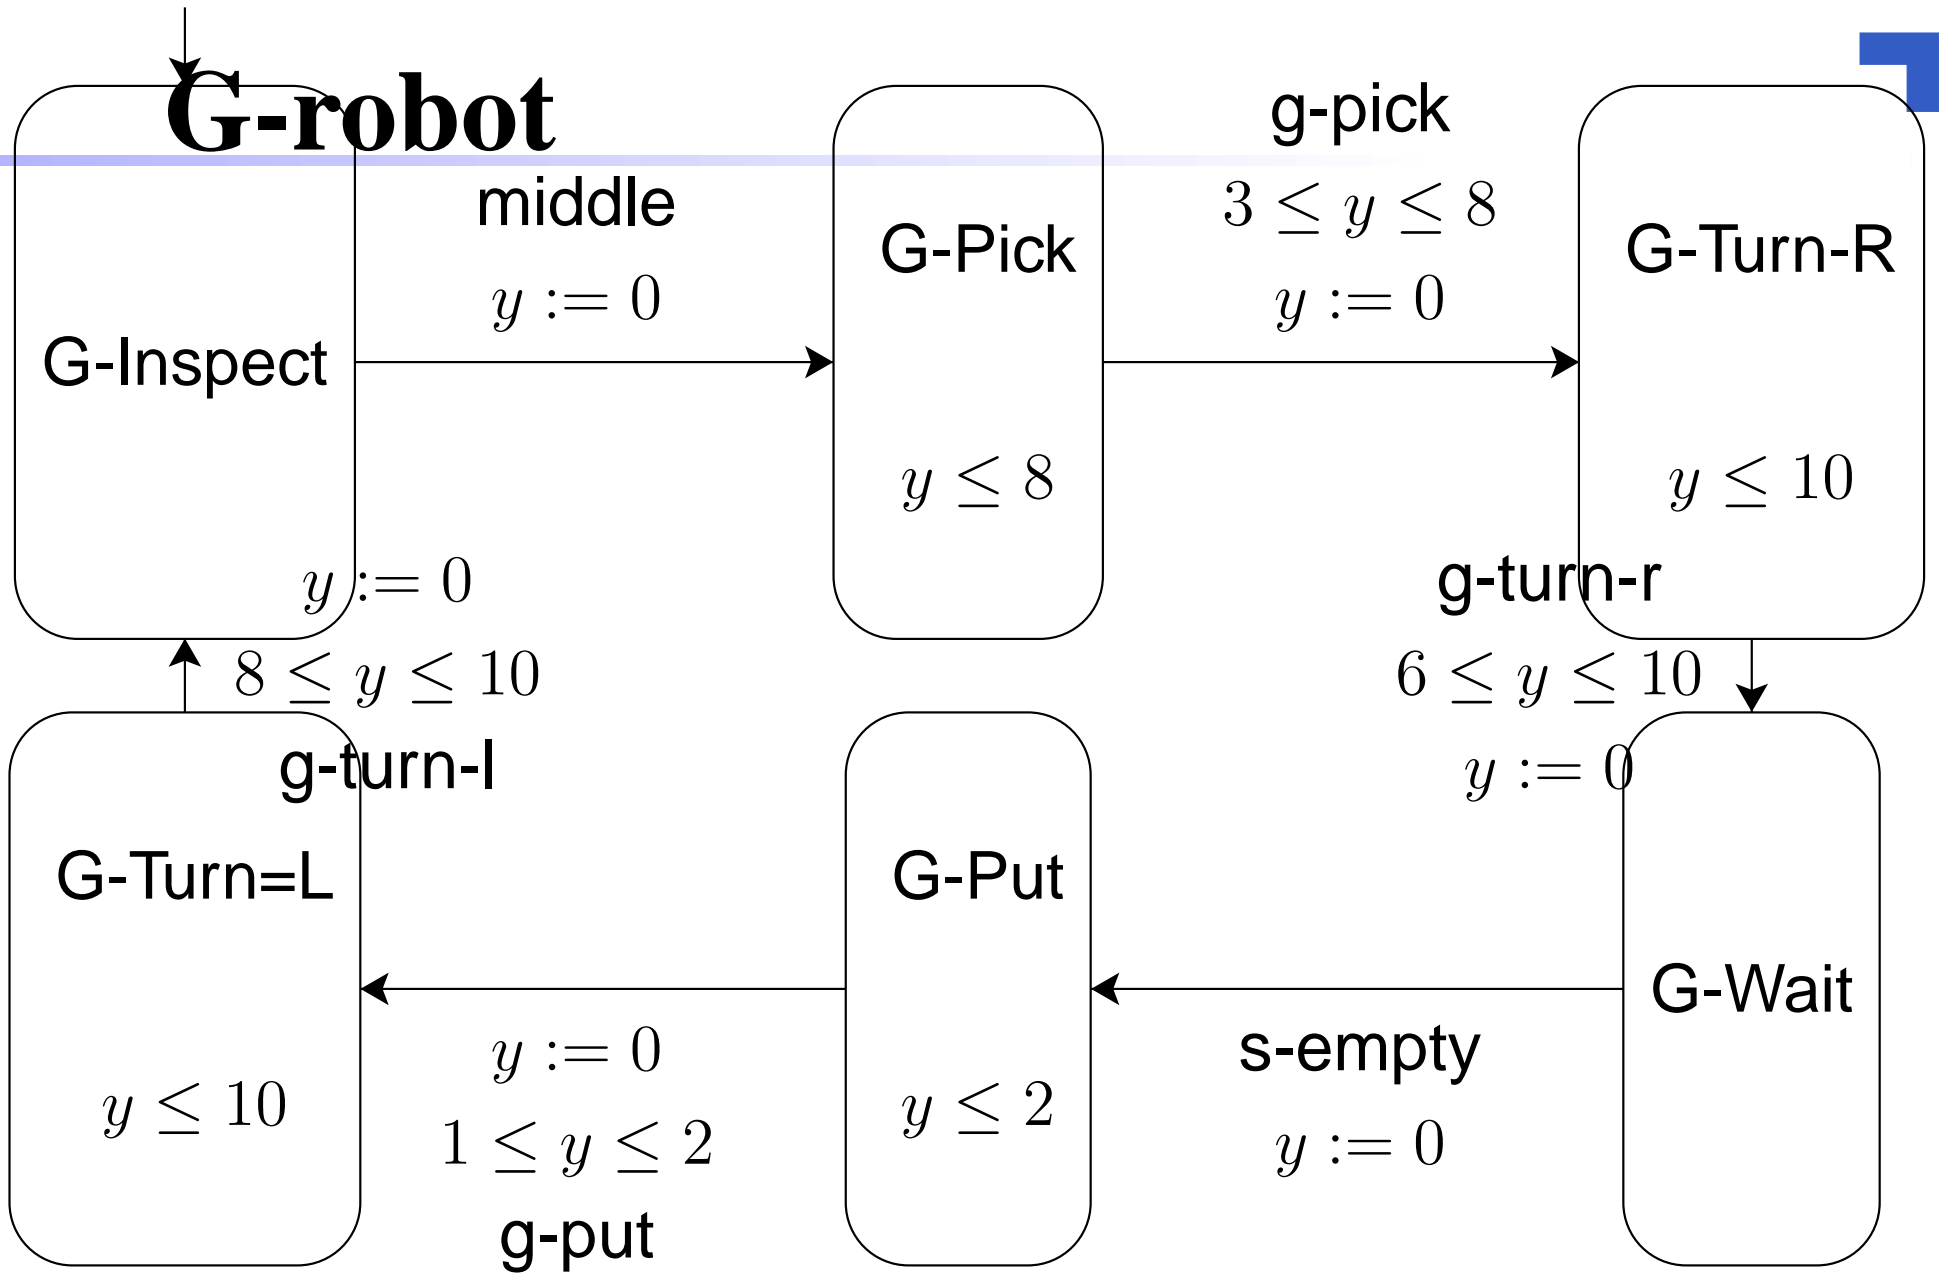 G-robot
middle
y := 0
g-pick
3 ≤ y ≤ 8
y := 0
G-Inspect
G-Pick
y ≤ 8
G-Turn-R
y ≤ 10
y := 0
8 ≤ y ≤ 10
g-turn-l
g-turn-r
6 ≤ y ≤ 10
y := 0
G-Turn=L
y ≤ 10
y := 0
1 ≤ y ≤ 2
g-put
G-Put
y ≤ 2
s-empty
y := 0
G-Wait